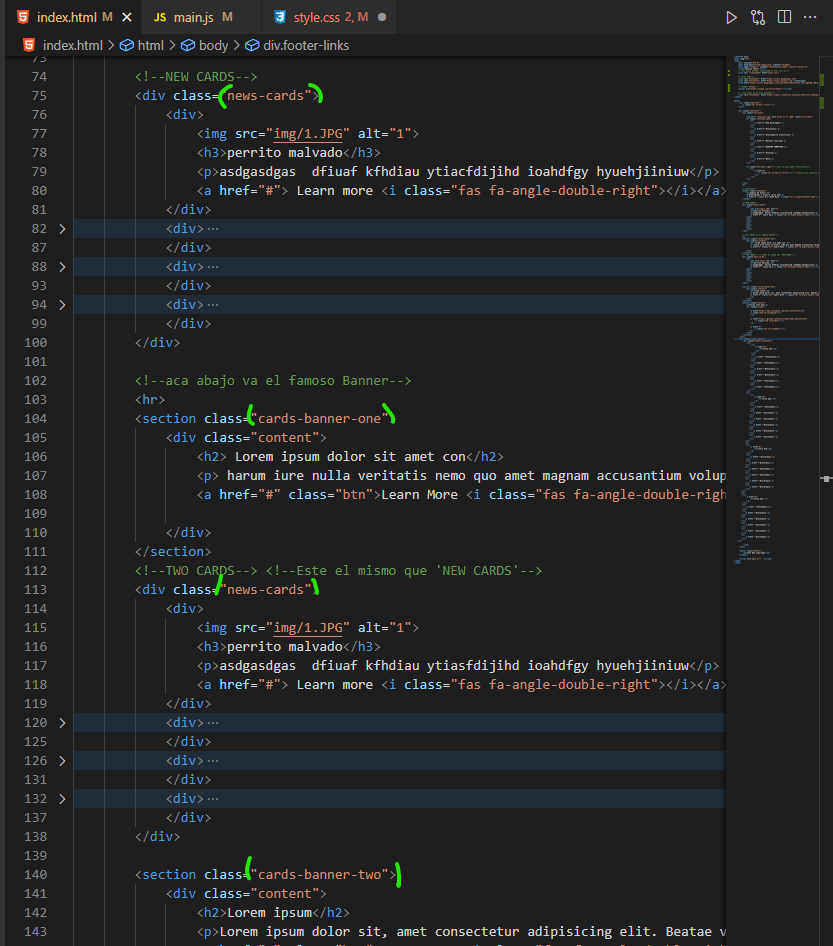 index.html M ×
JS main.js M
style.css 2, M
index.html > html > body > div.footer-links
73
74 <!--NEW CARDS-->
75 <div class="news-cards">
76 <div>
77 <img src="img/1.JPG" alt="1">
78 <h3>perrito malvado</h3>
79 <p>asdgasdgas  dfiuaf kfhdiau ytiacfdijihd ioahdfgy hyuehjiiniuw</p>
80 <a href="#"> Learn more <i class="fas fa-angle-double-right"></i></a>
81 </div>
82 <div>…
87 </div>
88 <div>…
93 </div>
94 <div>…
99 </div>
100 </div>
101
102 <!--aca abajo va el famoso Banner-->
103 <hr>
104 <section class="cards-banner-one">
105 <div class="content">
106 <h2> Lorem ipsum dolor sit amet con</h2>
107 <p> harum iure nulla veritatis nemo quo amet magnam accusantium volup
108 <a href="#" class="btn">Learn More <i class="fas fa-angle-double-righ
109
110 </div>
111 </section>
112 <!--TWO CARDS--> <!--Este el mismo que 'NEW CARDS'-->
113 <div class="news-cards">
114 <div>
115 <img src="img/1.JPG" alt="1">
116 <h3>perrito malvado</h3>
117 <p>asdgasdgas  dfiuaf kfhdiau ytiasfdijihd ioahdfgy hyuehjiiniuw</p>
118 <a href="#"> Learn more <i class="fas fa-angle-double-right"></i></a>
119 </div>
120 <div>…
125 </div>
126 <div>…
131 </div>
132 <div>…
137 </div>
138 </div>
139
140 <section class="cards-banner-two">
141 <div class="content">
142 <h2>Lorem ipsum</h2>
143 <p>Lorem ipsum dolor sit, amet consectetur adipisicing elit. Beatae v